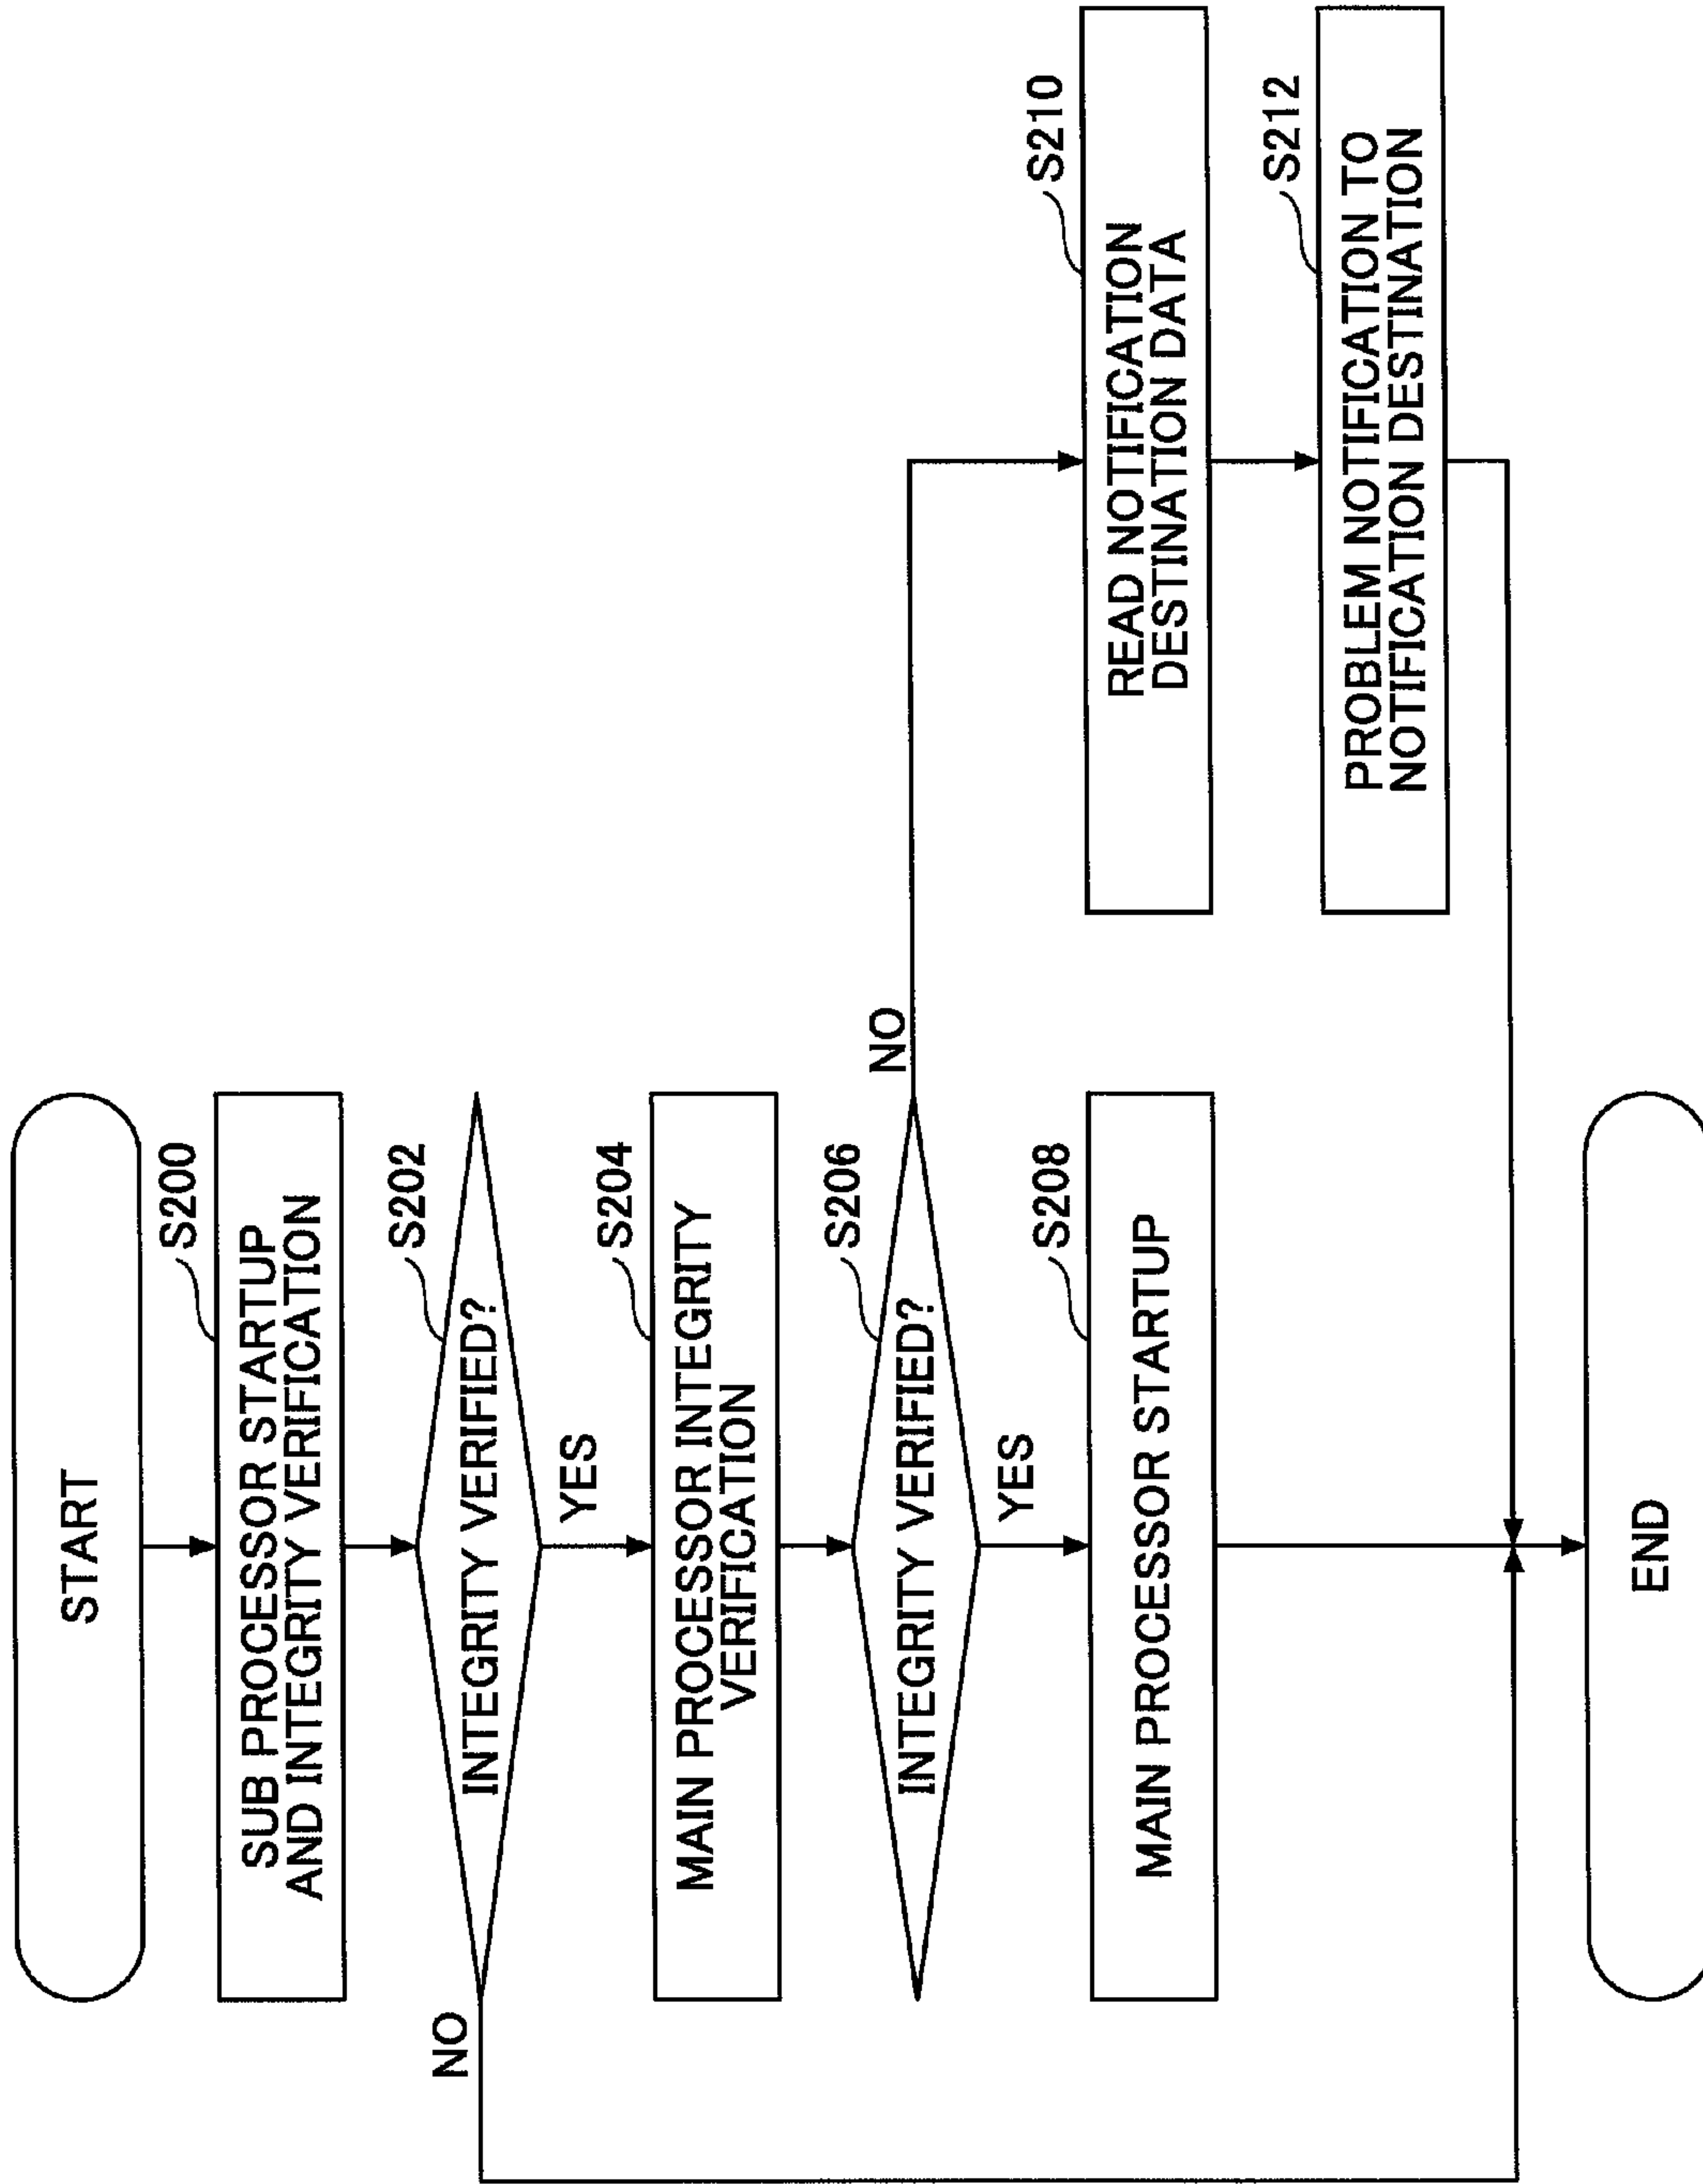 START
S200
SUB PROCESSOR STARTUP
AND INTEGRITY VERIFICATION
S202
INTEGRITY VERIFIED?
NO
YES
S204
MAIN PROCESSOR INTEGRITY
VERIFICATION
S206
INTEGRITY VERIFIED?
NO
YES
S208
MAIN PROCESSOR STARTUP
S210
READ NOTIFICATION
DESTINATION DATA
S212
PROBLEM NOTIFICATION TO
NOTIFICATION DESTINATION
END